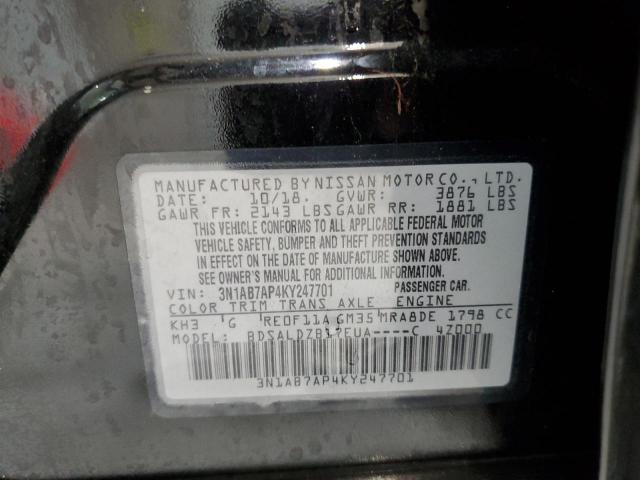 MANUFACTURED BY NISSAN MOTOR CO., LTD.
DATE: 10/18. GVWR: 3876 LBS
GAWR FR: 2143 LBS GAWR RR: 1881 LBS
THIS VEHICLE CONFORMS TO ALL APPLICABLE FEDERAL MOTOR
VEHICLE SAFETY, BUMPER AND THEFT PREVENTION STANDARDS
IN EFFECT ON THE DATE OF MANUFACTURE SHOWN ABOVE.
SEE OWNER'S MANUAL FOR ADDITIONAL INFORMATION.
VIN: 3N1AB7AP4KY247701 PASSENGER CAR.
COLOR TRIM TRANS AXLE ENGINE
KH3 G RE0F11A GM35 MRA8DE 1798 CC
MODEL: BDSALDZB17EUA----C 4Z000
3N1AB7AP4KY247701